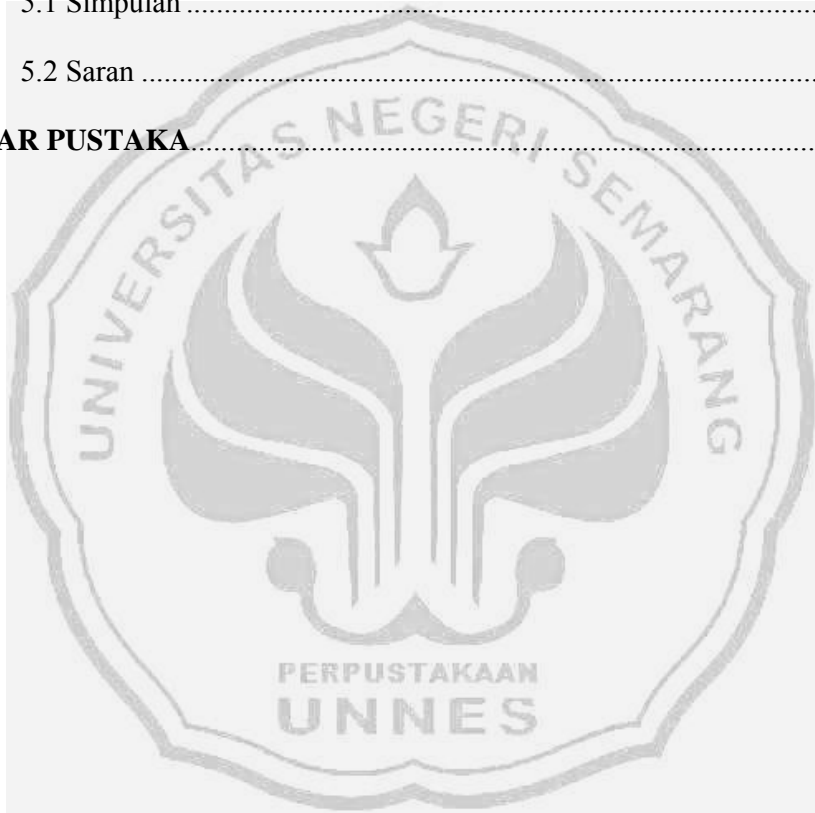 5.1 Simpulan ................................................................
5.2 Saran ................................................................
AR PUSTAKA................................................................
UNIVERSITAS NEGERI SEMARANG
PERPUSTAKAAN
UNNES